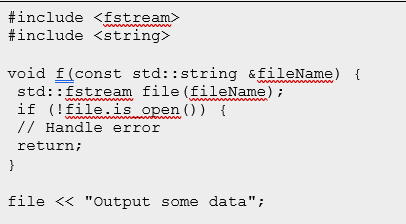 #include <fstream>
#include <string>
void f(const std::string &fileName) {
std::fstream file(fileName);
if (!file.is_open()) {
// Handle error
return;
}
file << "Output some data";